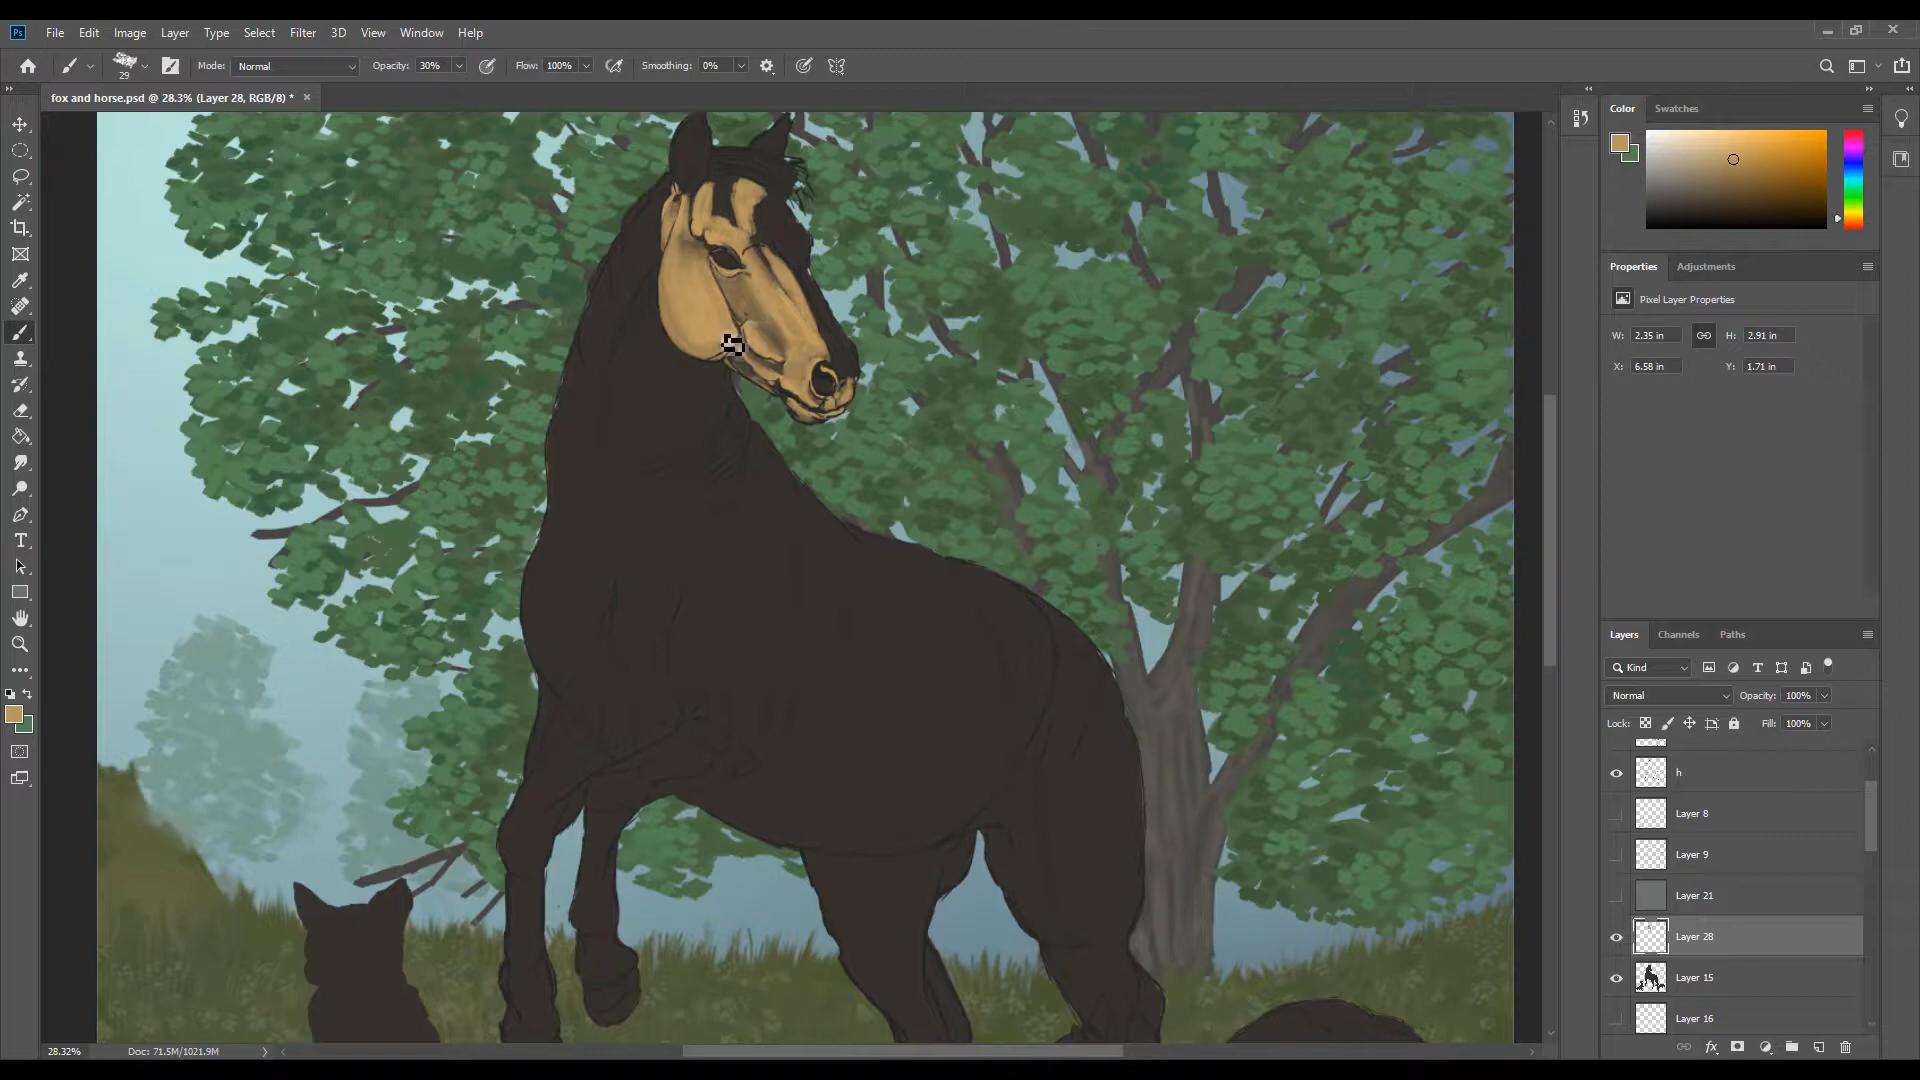 Ps File Edit Image Layer Type Select Filter 3D View Window Help
29 Mode: Normal Opacity: 30% Flow: 100% Smoothing: 0%
fox and horse.psd @ 28.3% (Layer 28, RGB/8) * ×
Color Swatches
Properties Adjustments
Pixel Layer Properties
W: 2.35 in H: 2.91 in
X: 6.58 in Y: 1.71 in
Layers Channels Paths
Kind
Normal Opacity: 100%
Lock: Fill: 100%
h
Layer 8
Layer 9
Layer 21
Layer 28
Layer 15
Layer 16
28.32% Doc: 71.5M/1021.9M
fx